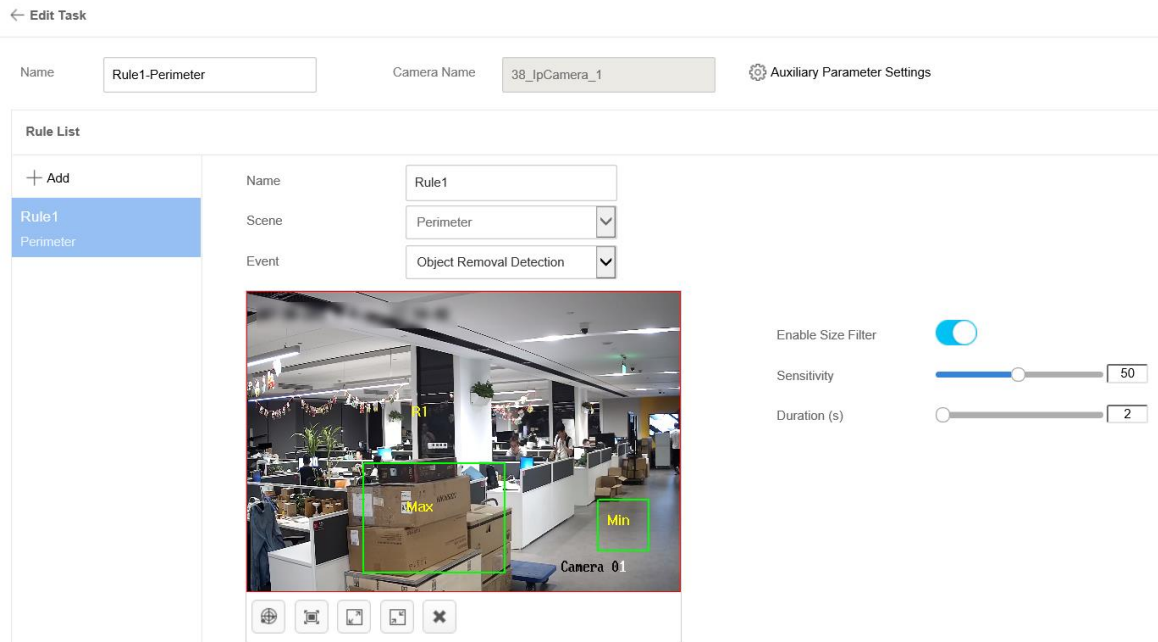 Edit Task
Name Rule1-Perimeter Camera Name 38_IpCamera_1 Auxiliary Parameter Settings
Rule List
Add
Rule1
Perimeter
Name Rule1
Scene Perimeter
Event Object Removal Detection
Enable Size Filter
Sensitivity 50
Duration (s) 2
R1
Max
Min
Camera 01